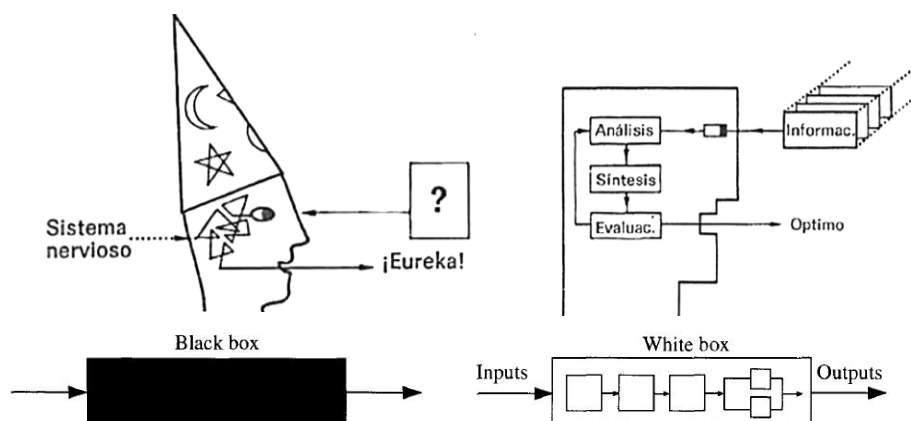 ?
Sistema
nervioso
¡Eureka!
Informac.
Análisis
Síntesis
Evaluac.
Optimo
Black box
White box
Inputs
Outputs